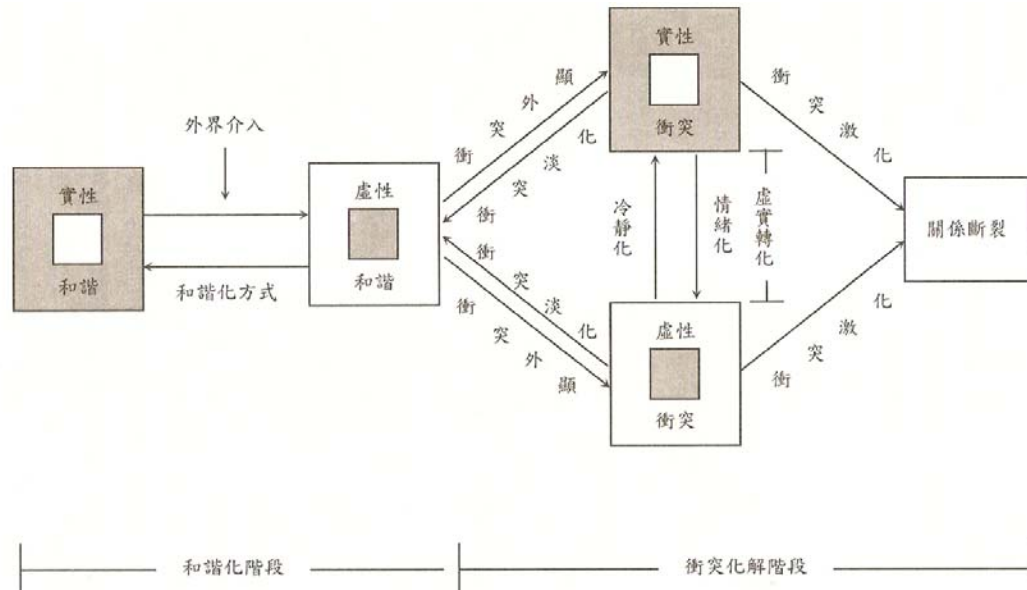 實性
和諧
外界介入
和諧化方式
虛性
和諧
衝突外顯
衝突淡化
衝突淡化
衝突外顯
實性
衝突
冷靜化
情緒化
虛實轉化
虛性
衝突
衝突激化
衝突激化
關係斷裂
和諧化階段
衝突化解階段